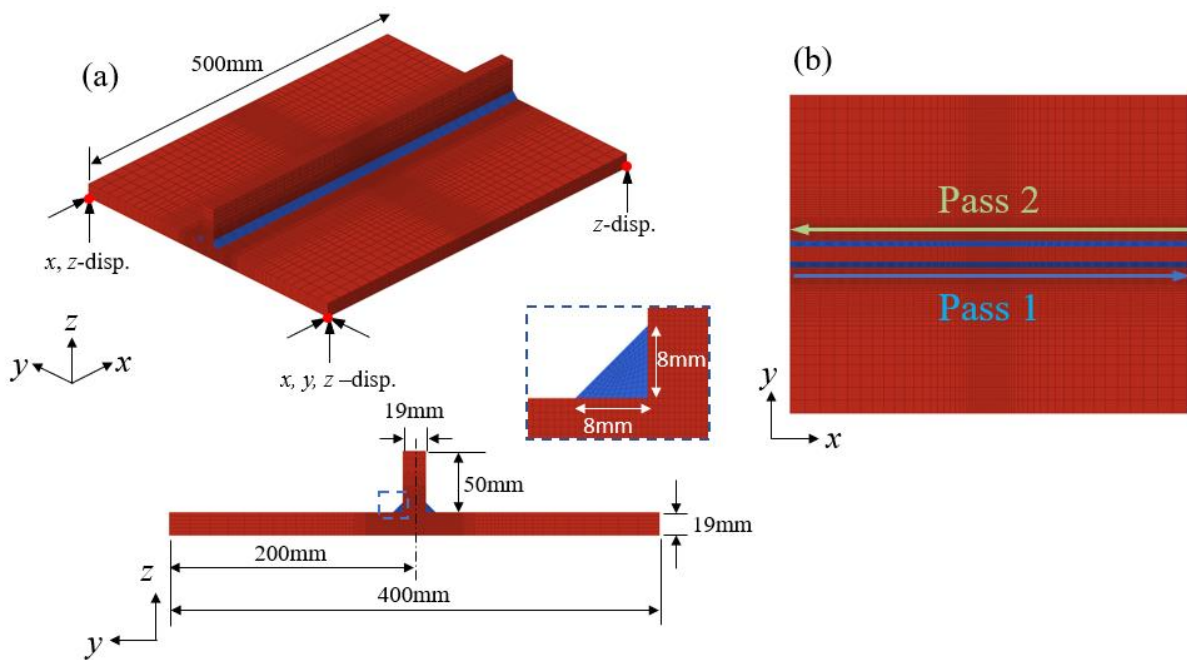 (a)
500mm
x, z-disp.
z-disp.
x, y, z –disp.
z
y
x
(b)
Pass 2
Pass 1
y
x
8mm
8mm
19mm
50mm
19mm
200mm
400mm
z
y